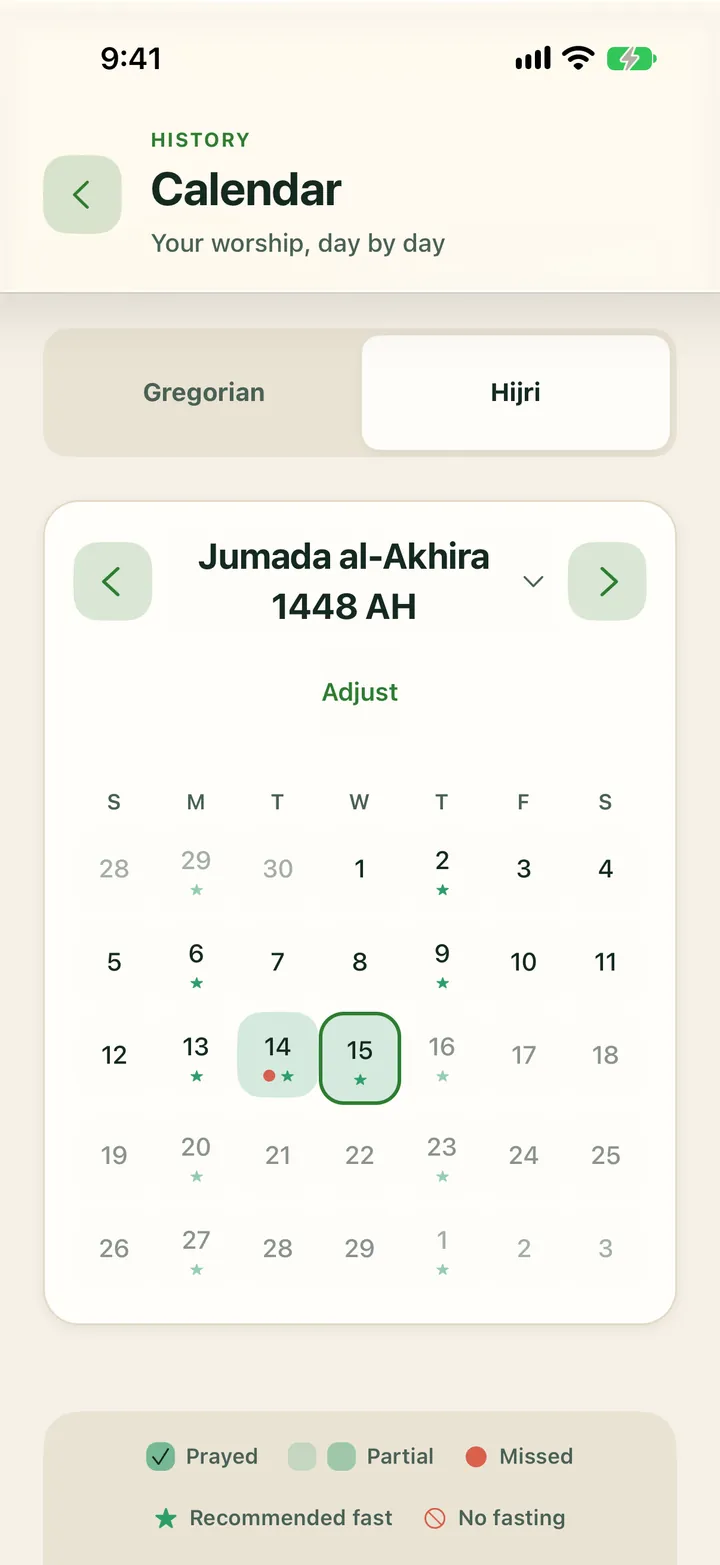 9:41
HISTORY
Calendar
Your worship, day by day
Gregorian Hijri
Jumada al-Akhira
1448 AH
Adjust
S M T W T F S
28 29 30 1 2 3 4
5 6 7 8 9 10 11
12 13 14 15 16 17 18
19 20 21 22 23 24 25
26 27 28 29 1 2 3
Prayed Partial Missed
Recommended fast No fasting